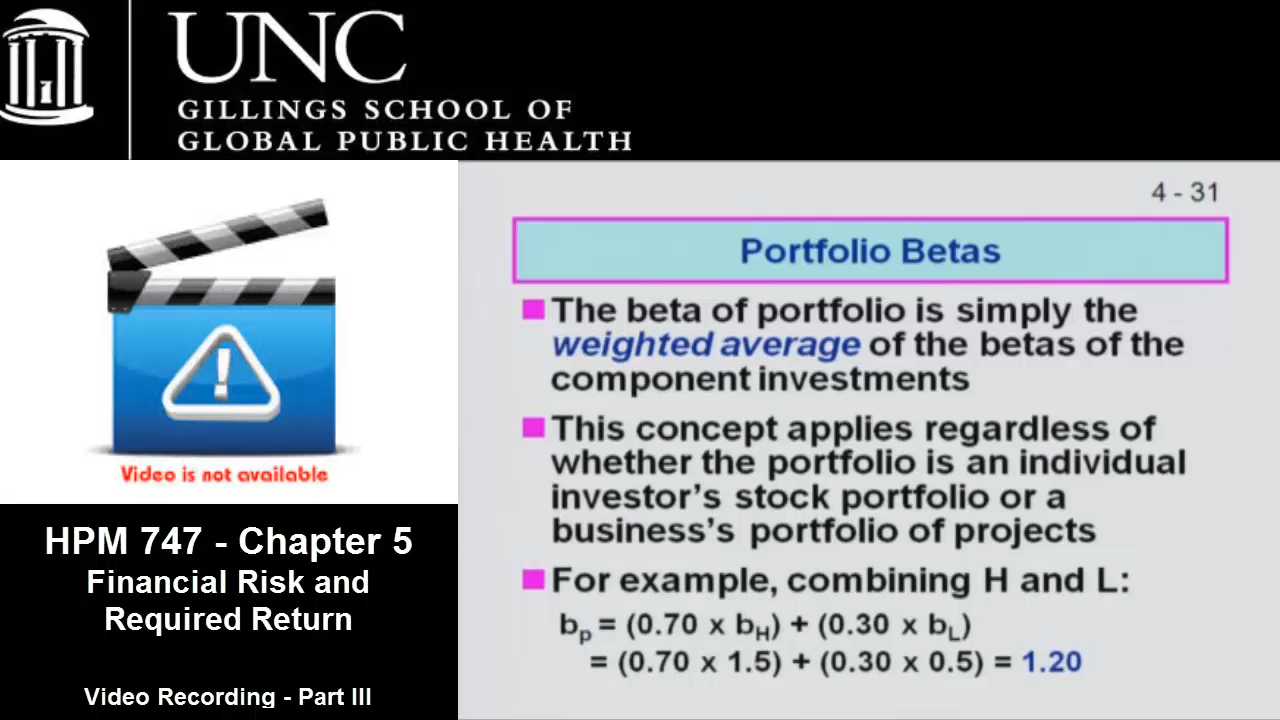 UNC
GILLINGS SCHOOL OF
GLOBAL PUBLIC HEALTH
Video is not available
HPM 747 - Chapter 5
Financial Risk and
Required Return
Video Recording - Part III
4 - 31
Portfolio Betas
The beta of portfolio is simply the
weighted average of the betas of the
component investments
This concept applies regardless of
whether the portfolio is an individual
investor's stock portfolio or a
business's portfolio of projects
For example, combining H and L:
bp = (0.70 x bH) + (0.30 x bL)
= (0.70 x 1.5) + (0.30 x 0.5) = 1.20